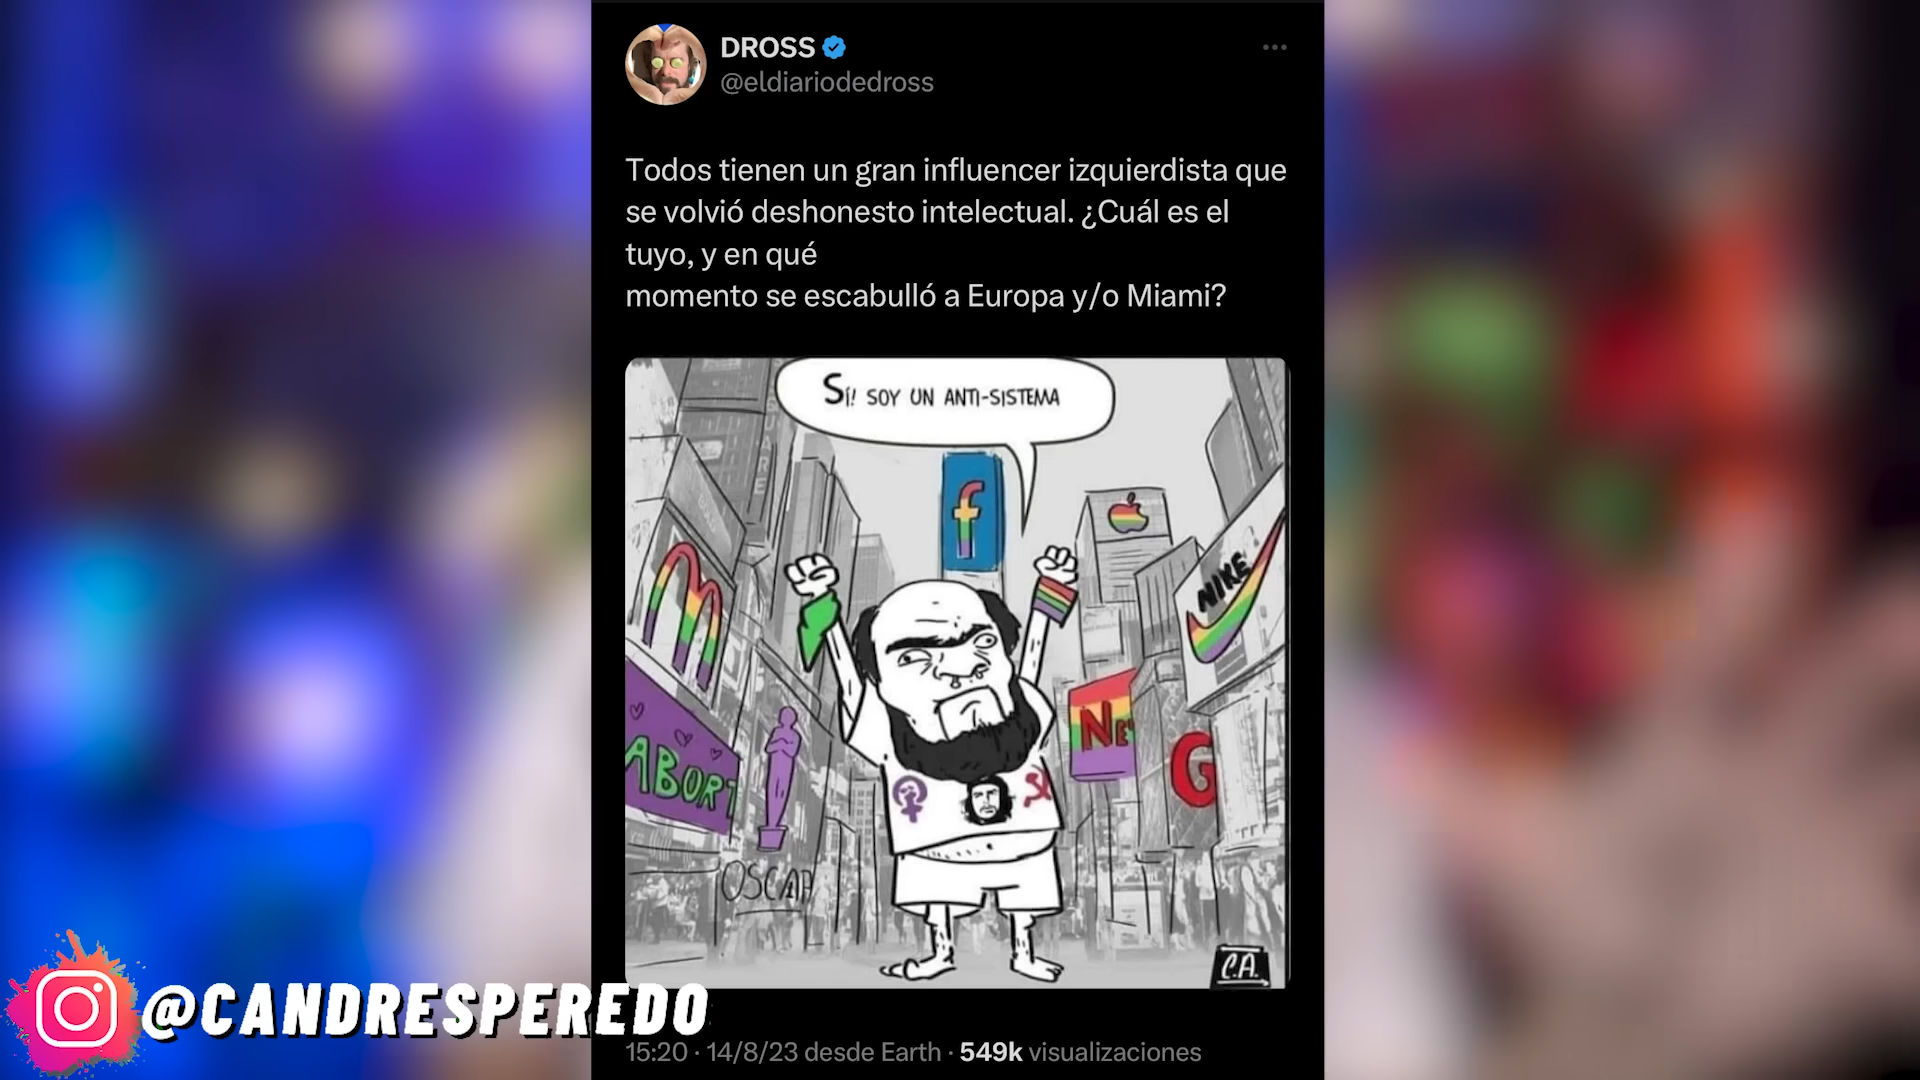 DROSS
@eldiariodedross
Todos tienen un gran influencer izquierdista que
se volvió deshonesto intelectual. ¿Cuál es el
tuyo, y en qué
momento se escabulló a Europa y/o Miami?
SÍ! SOY UN ANTI-SISTEMA
f
NIKE
NE
G
ABORT
OSCAR
C.A.
@CANDRESPEREDO
15:20 · 14/8/23 desde Earth · 549k visualizaciones